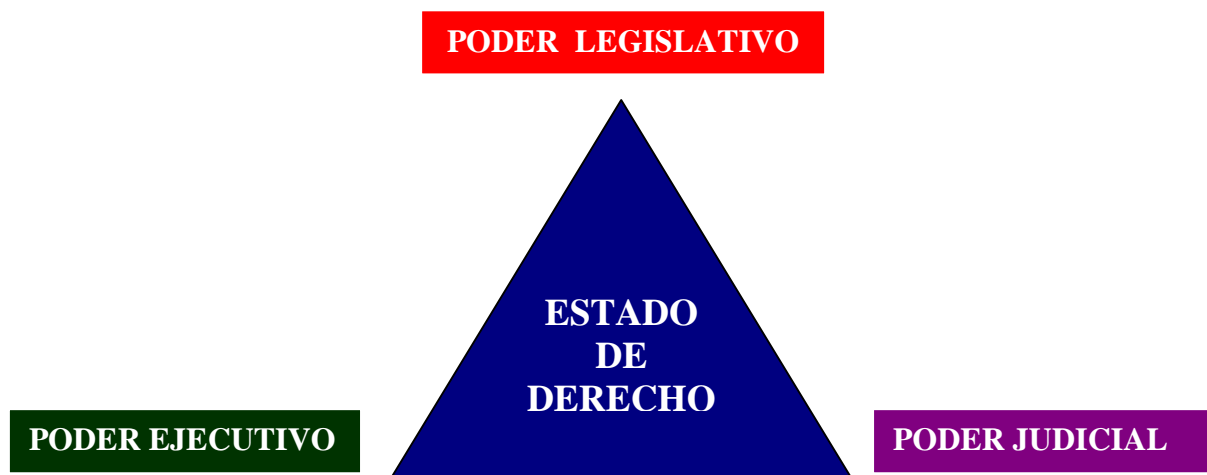 PODER LEGISLATIVO
ESTADO
DE
DERECHO
PODER EJECUTIVO
PODER JUDICIAL